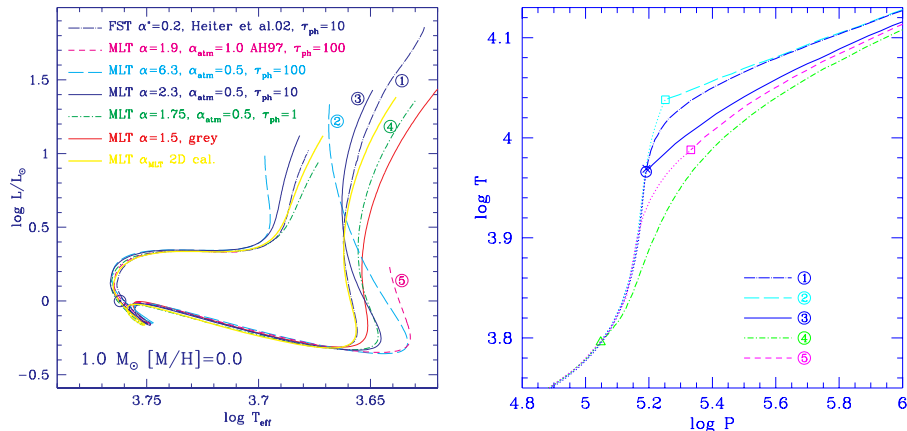 FST α*=0.2, Heiter et al.02, τph=10
MLT α=1.9, αatm=1.0 AH97, τph=100
MLT α=6.3, αatm=0.5, τph=100
MLT α=2.3, αatm=0.5, τph=10
MLT α=1.75, αatm=0.5, τph=1
MLT α=1.5, grey
MLT αMLT 2D cal.
①
②
③
④
⑤
1.5
1
0.5
0
−0.5
log L/L☉
1.0 M☉ [M/H]=0.0
3.75
3.7
3.65
log Teff
4.1
4
3.9
3.8
log T
①
②
③
④
⑤
4.8
5
5.2
5.4
5.6
5.8
6
log P